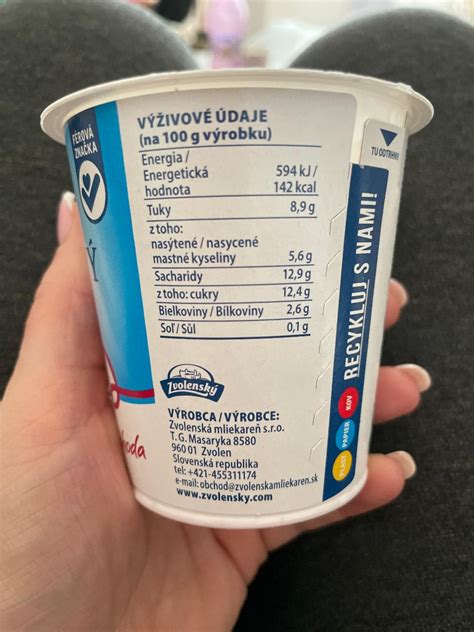 FÉROVÁ
ZNAČKA
VÝŽIVOVÉ ÚDAJE
(na 100 g výrobku)
Energia /
Energetická
hodnota
594 kJ /
142 kcal
Tuky 8,9 g
z toho:
nasýtené / nasycené
mastné kyseliny 5,6 g
Sacharidy 12,9 g
z toho: cukry 12,4 g
Bielkoviny / Bílkoviny 2,6 g
Soľ / Sůl 0,1 g
Zvolenský
VÝROBCA / VÝROBCE:
Zvolenská mliekareň s.r.o.
T. G. Masaryka 8580
960 01 Zvolen
Slovenská republika
tel: +421-455311174
e-mail: obchod@zvolenskamliekaren.sk
www.zvolensky.com
TU ODTRHNI
RECYKLUJ S NAMI!
KOV
PAPIER
PLAST